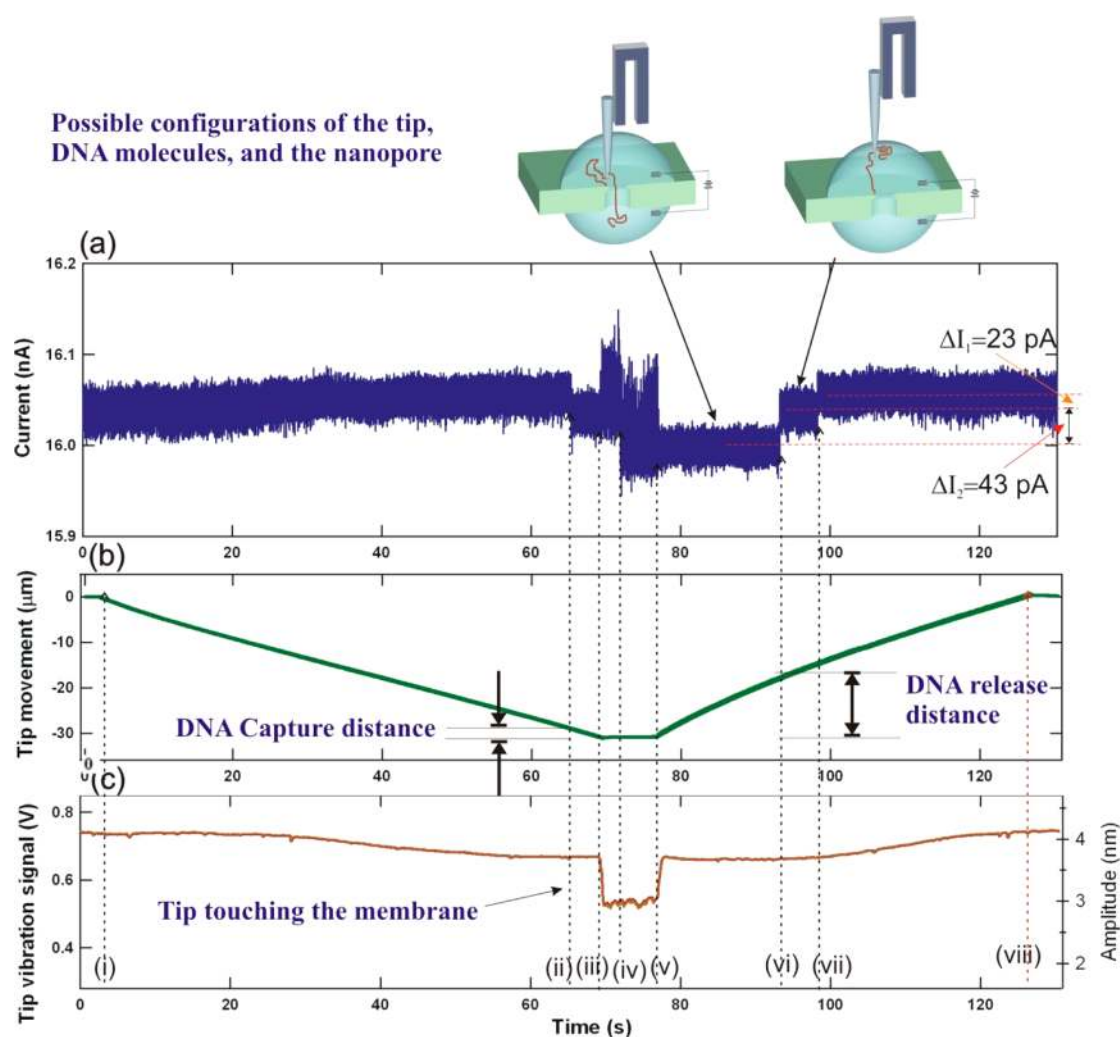 Possible configurations of the tip,
DNA molecules, and the nanopore
(a)
16.2
16.1
16.0
15.9
Current (nA)
ΔI₁=23 pA
ΔI₂=43 pA
0 20 40 60 80 100 120
(b)
0
-10
-20
-30
Tip movement (μm)
DNA Capture distance
DNA release
distance
0
0 20 40 60 80 100 120
(c)
0.8
0.6
0.4
Tip vibration signal (V)
4
3
2
Amplitude (nm)
Tip touching the membrane
(i) (ii) (iii) (iv) (v) (vi) (vii) (viii)
0 20 40 60 80 100 120
Time (s)